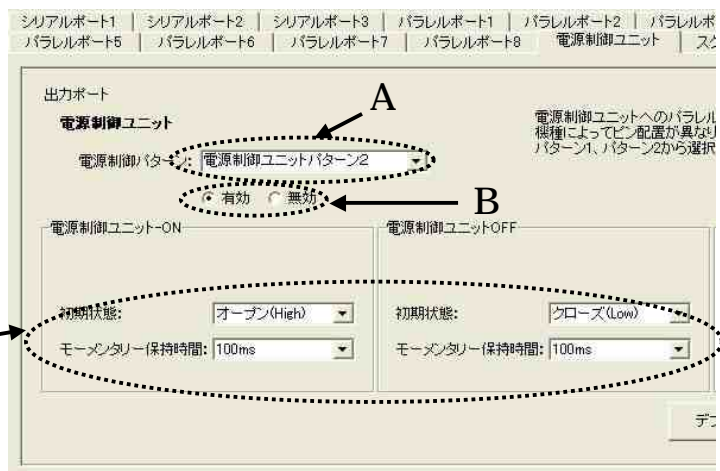 シリアルポート1 シリアルポート2 シリアルポート3 パラレルポート1 パラレルポート2 パラレルポ
パラレルポート5 パラレルポート6 パラレルポート7 パラレルポート8 電源制御ユニット スク
出力ポート
電源制御ユニット
A
電源制御パターン: 電源制御ユニットパターン2
電源制御ユニットへのパラレル
機種によってピン配置が異なり
パターン1、パターン2から選択
有効 無効
B
電源制御ユニット-ON
電源制御ユニットOFF
初期状態: オープン(High)
初期状態: クローズ(Low)
モーメンタリー保持時間: 100ms
モーメンタリー保持時間: 100ms
デフ